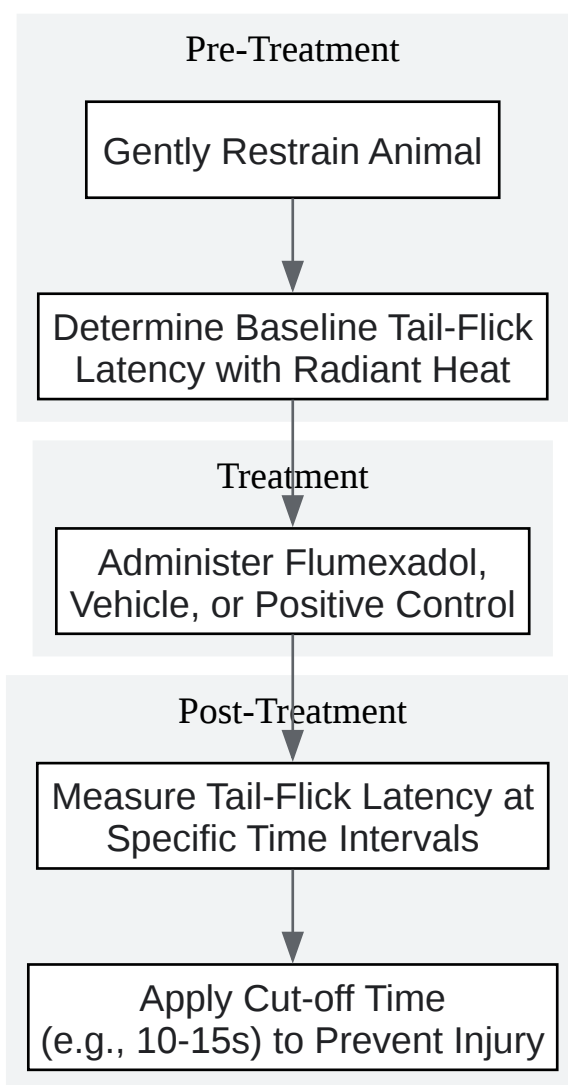 Pre-Treatment
Gently Restrain Animal
Determine Baseline Tail-Flick
Latency with Radiant Heat
Treatment
Administer Flumexadol,
Vehicle, or Positive Control
Post-Treatment
Measure Tail-Flick Latency at
Specific Time Intervals
Apply Cut-off Time
(e.g., 10-15s) to Prevent Injury